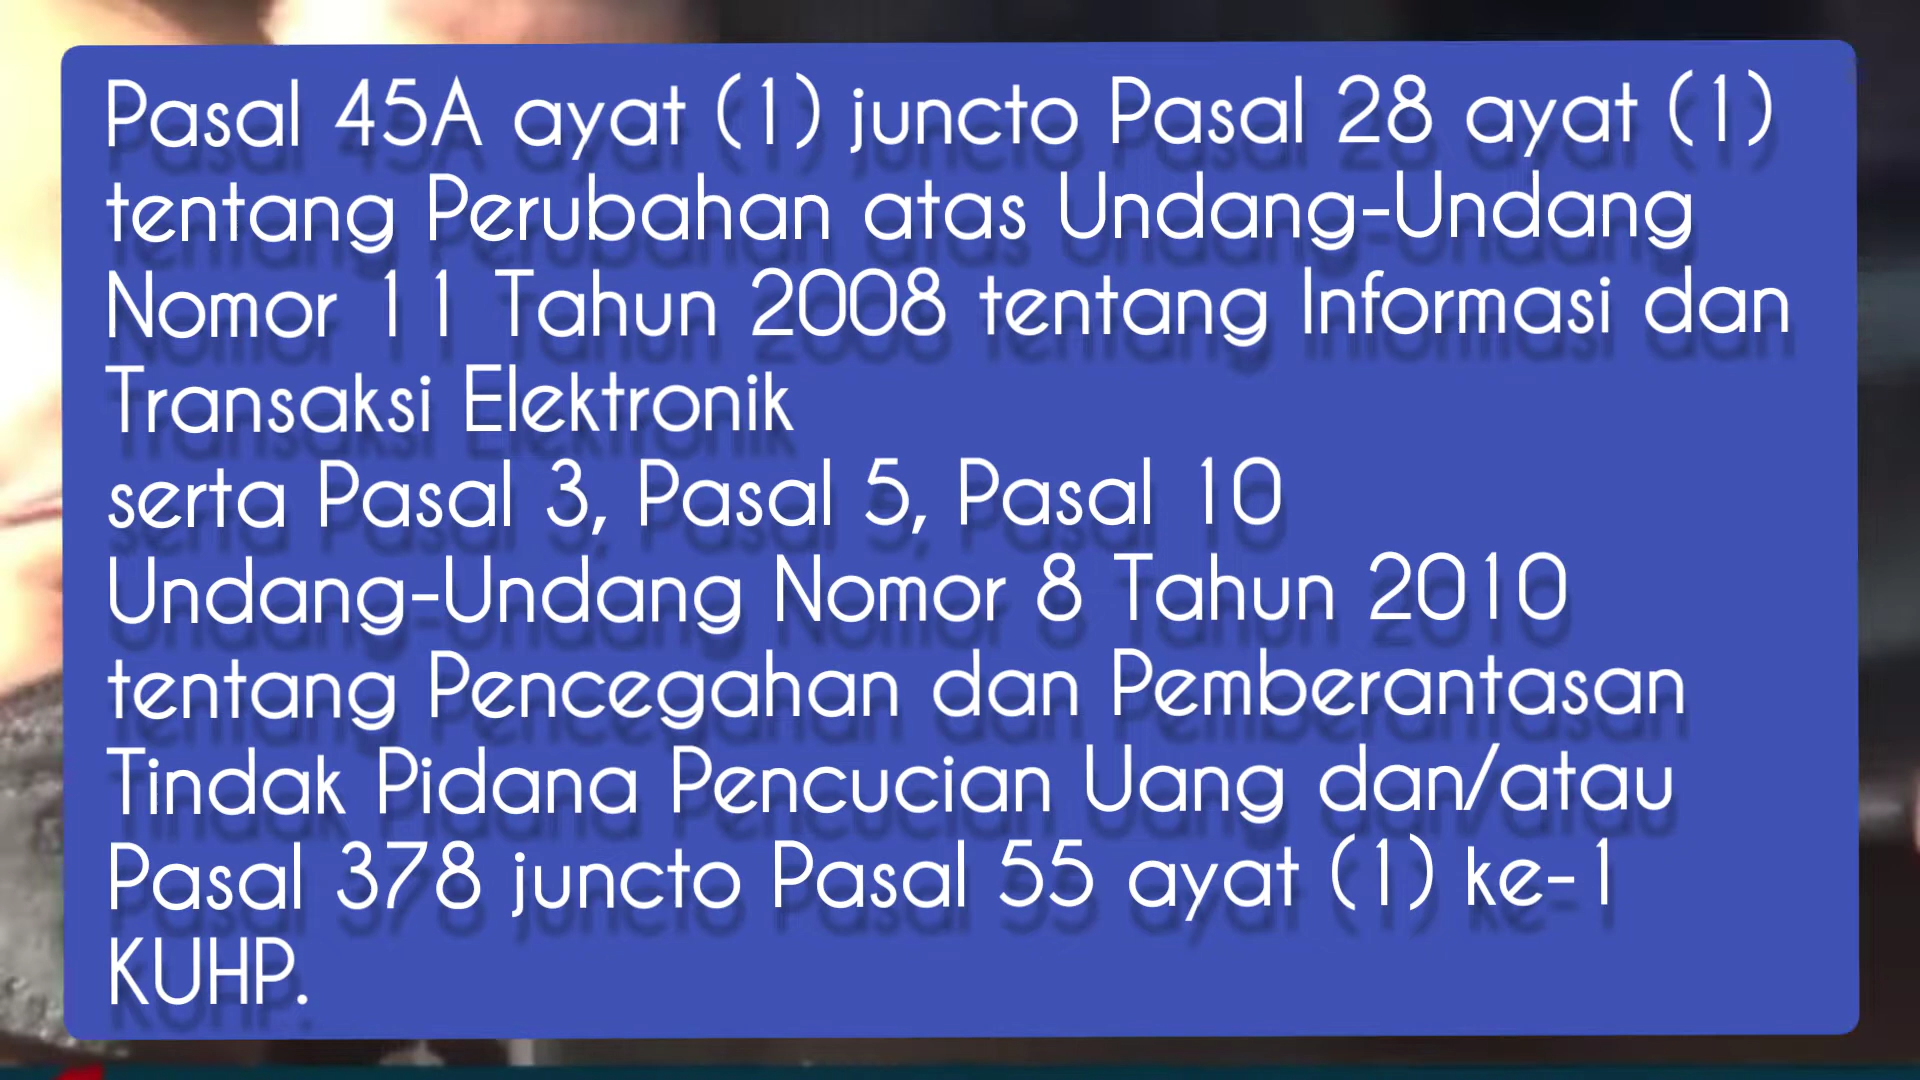 Pasal 45A ayat (1) juncto Pasal 28 ayat (1)
tentang Perubahan atas Undang-Undang
Nomor 11 Tahun 2008 tentang Informasi dan
Transaksi Elektronik
serta Pasal 3, Pasal 5, Pasal 10
Undang-Undang Nomor 8 Tahun 2010
tentang Pencegahan dan Pemberantasan
Tindak Pidana Pencucian Uang dan/atau
Pasal 378 juncto Pasal 55 ayat (1) ke-1
KUHP.